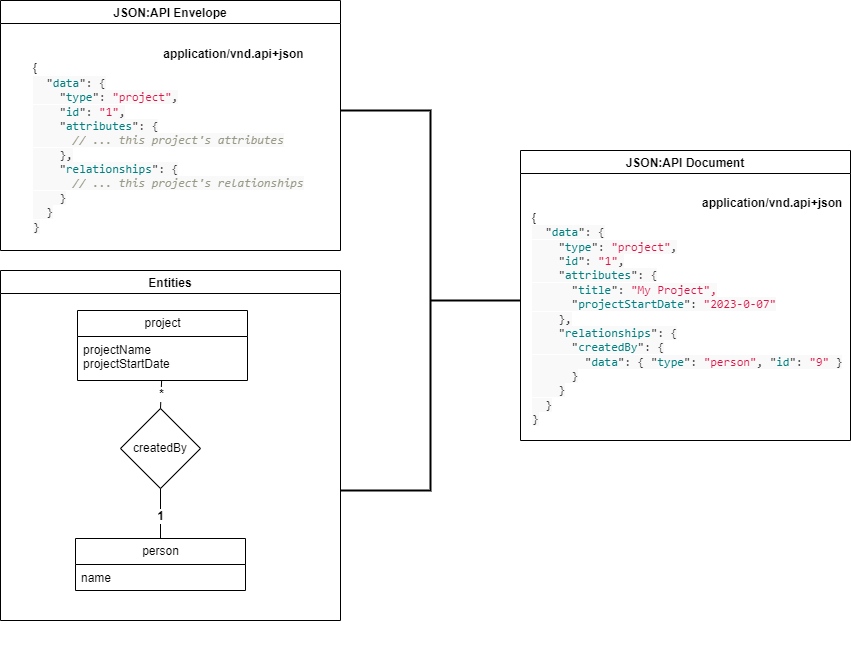 JSON:API Envelope
application/vnd.api+json
{
"data": {
"type": "project",
"id": "1",
"attributes": {
// ... this project's attributes
},
"relationships": {
// ... this project's relationships
}
}
}
Entities
project
projectName
projectStartDate
*
createdBy
1
person
name
JSON:API Document
application/vnd.api+json
{
"data": {
"type": "project",
"id": "1",
"attributes": {
"title": "My Project",
"projectStartDate": "2023-0-07"
},
"relationships": {
"createdBy": {
"data": { "type": "person", "id": "9" }
}
}
}
}